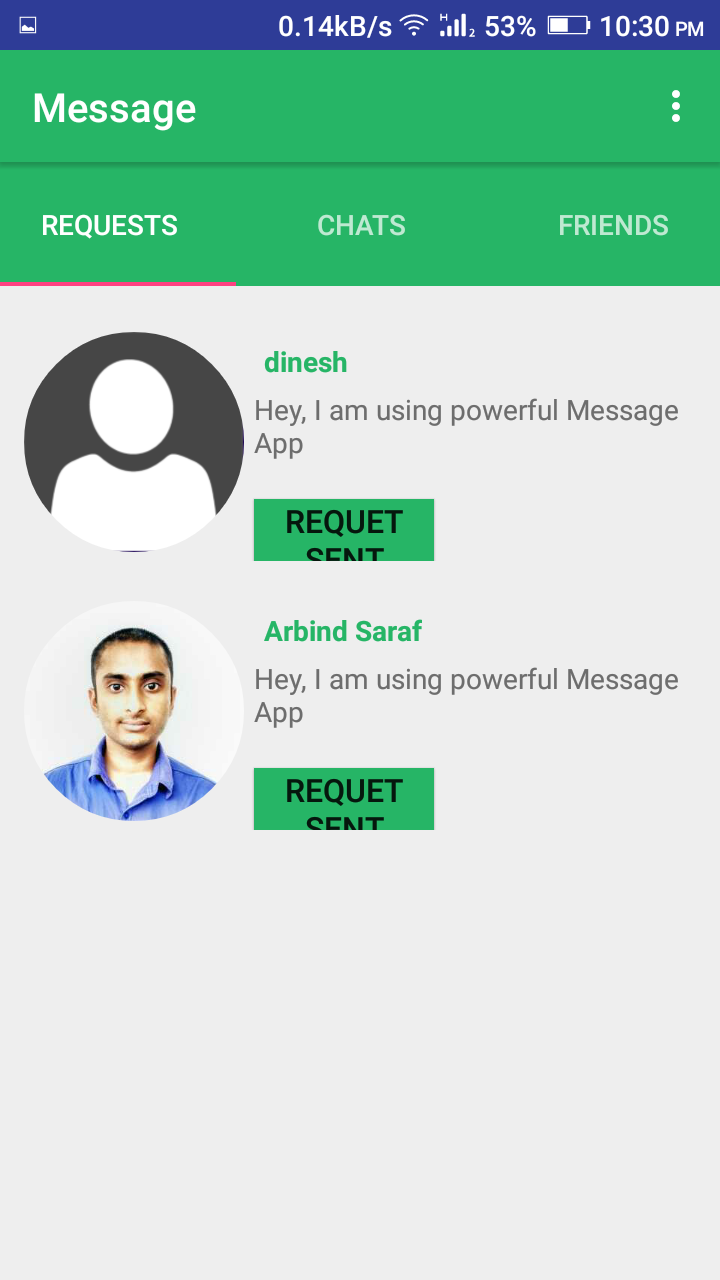 0.14kB/s H 2 53% 10:30 PM
Message
REQUESTS CHATS FRIENDS
dinesh
Hey, I am using powerful Message
App
REQUET
SENT
Arbind Saraf
Hey, I am using powerful Message
App
REQUET
SENT